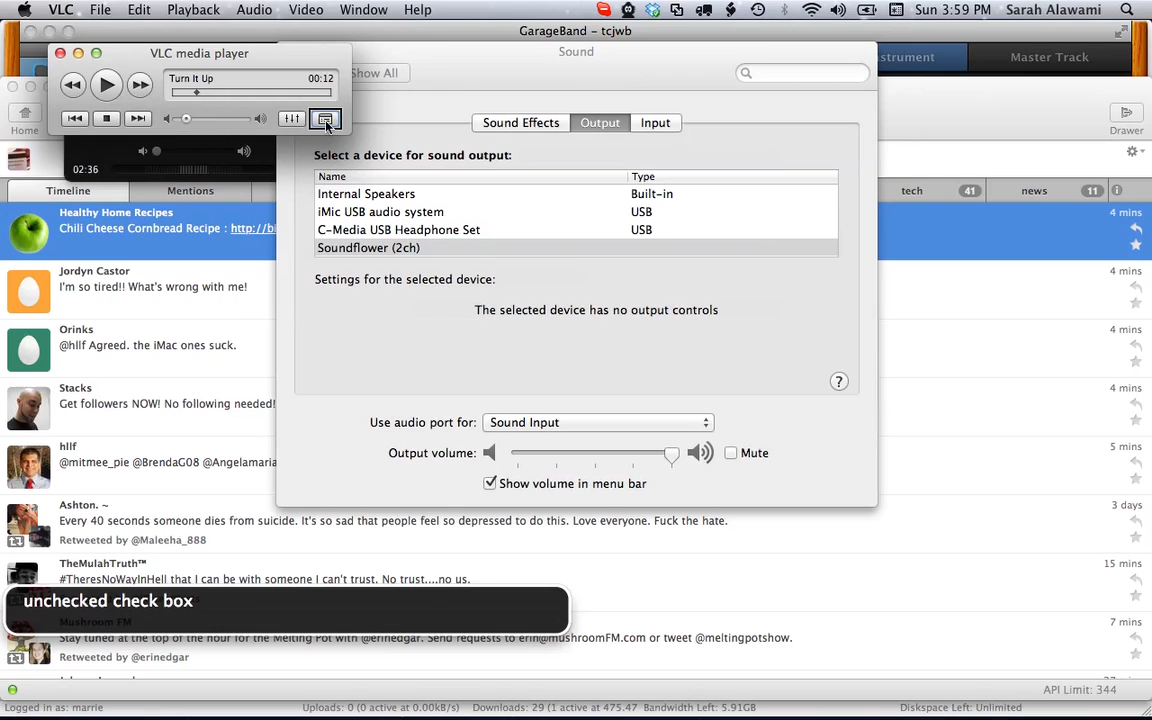 VLC File Edit Playback Audio Video Window Help Sun 3:59 PM Sarah Alawami
GarageBand - tcjwb
VLC media player
Sound
Turn It Up 00:12
Show All
Master Track
Home
Drawer
Sound Effects Output Input
02:36
Select a device for sound output:
Name Type
Internal Speakers Built-in
iMic USB audio system USB
C-Media USB Headphone Set USB
Soundflower (2ch)
Settings for the selected device:
The selected device has no output controls
?
Use audio port for: Sound Input
Output volume: Mute
Show volume in menu bar
Timeline Mentions tech 41 news 11
Healthy Home Recipes 4 mins
Chili Cheese Cornbread Recipe : http://bi
Jordyn Castor 4 mins
I'm so tired!! What's wrong with me!
Orinks 4 mins
@hllf Agreed. the iMac ones suck.
Stacks 4 mins
Get followers NOW! No following needed!
hllf 5 mins
@mitmee_pie @BrendaG08 @Angelamaria
Ashton. ~ 3 days
Every 40 seconds someone dies from suicide. It's so sad that people feel so depressed to do this. Love everyone. Fuck the hate.
Retweeted by @Maleeha_888
TheMulahTruth™ 15 mins
#TheresNoWayInHell that I can be with someone I can't trust. No trust....no us.
unchecked check box
Mushroom FM 7 mins
Stay tuned at the top of the hour for the Melting Pot with @erinedgar. Send requests to erin@mushroomFM.com or tweet @meltingpotshow.
Retweeted by @erinedgar
API Limit: 344
Logged in as: marrie Uploads: 0 (0 active at 0.00kB/s) Downloads: 29 (1 active at 475.47 Bandwidth Left: 5.91GB Diskspace Left: Unlimited